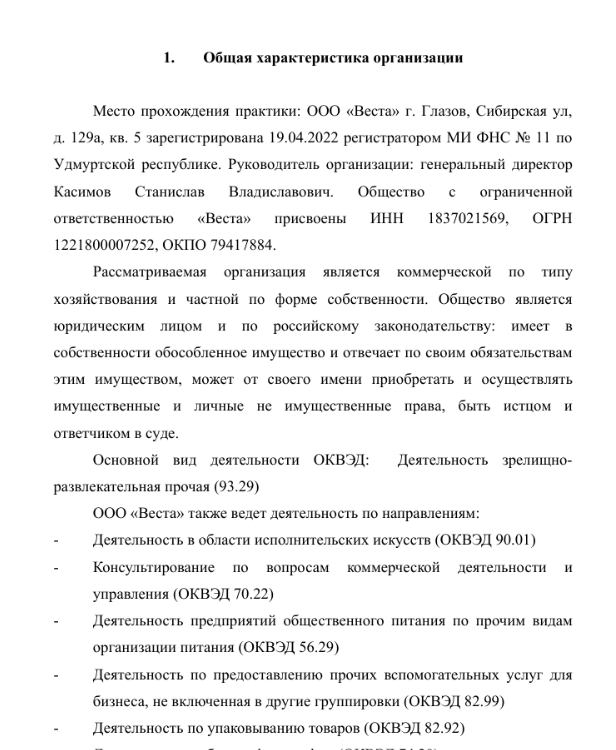 1. Общая характеристика организации
Место прохождения практики: ООО «Веста» г. Глазов, Сибирская ул,
д. 129а, кв. 5 зарегистрирована 19.04.2022 регистратором МИ ФНС № 11 по
Удмуртской республике. Руководитель организации: генеральный директор
Касимов Станислав Владиславович. Общество с ограниченной
ответственностью «Веста» присвоены ИНН 1837021569, ОГРН
1221800007252, ОКПО 79417884.
Рассматриваемая организация является коммерческой по типу
хозяйствования и частной по форме собственности. Общество является
юридическим лицом и по российскому законодательству: имеет в
собственности обособленное имущество и отвечает по своим обязательствам
этим имуществом, может от своего имени приобретать и осуществлять
имущественные и личные не имущественные права, быть истцом и
ответчиком в суде.
Основной вид деятельности ОКВЭД: Деятельность зрелищно-
развлекательная прочая (93.29)
ООО «Веста» также ведет деятельность по направлениям:
- Деятельность в области исполнительских искусств (ОКВЭД 90.01)
- Консультирование по вопросам коммерческой деятельности и
управления (ОКВЭД 70.22)
- Деятельность предприятий общественного питания по прочим видам
организации питания (ОКВЭД 56.29)
- Деятельность по предоставлению прочих вспомогательных услуг для
бизнеса, не включенная в другие группировки (ОКВЭД 82.99)
- Деятельность по упаковыванию товаров (ОКВЭД 82.92)